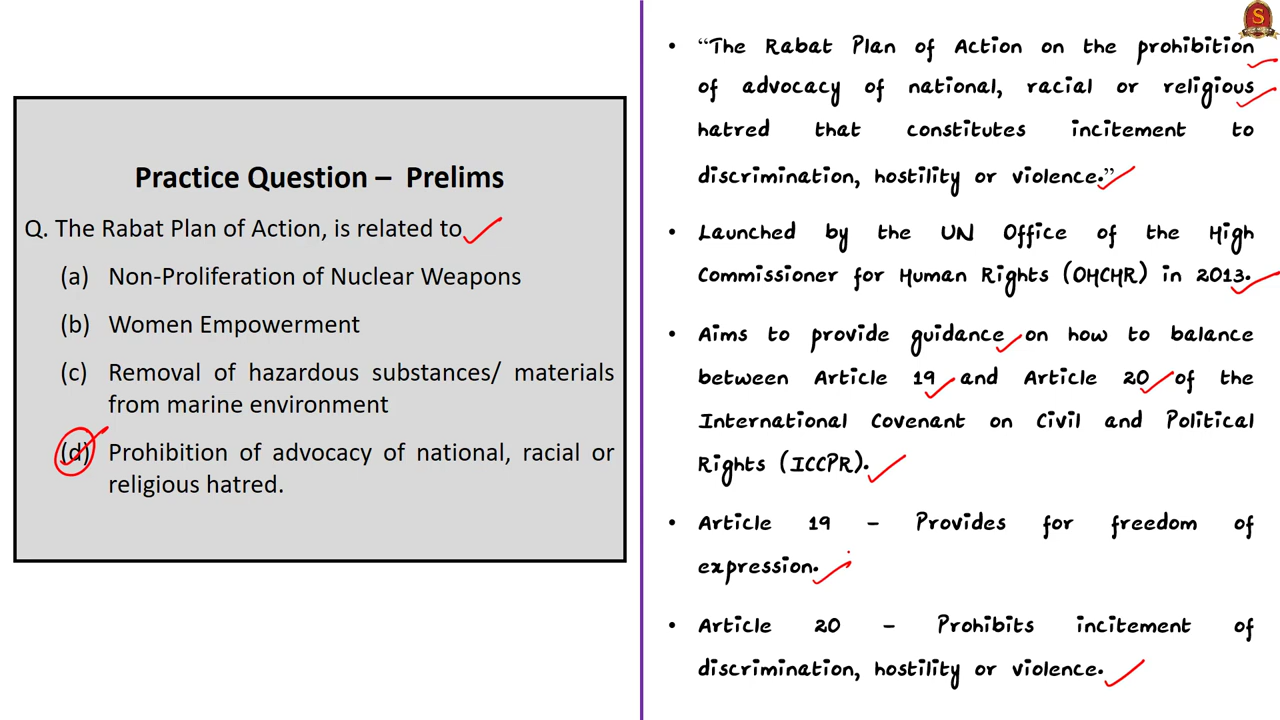 Practice Question – Prelims
Q. The Rabat Plan of Action, is related to
(a) Non-Proliferation of Nuclear Weapons
(b) Women Empowerment
(c) Removal of hazardous substances/ materials
from marine environment
(d) Prohibition of advocacy of national, racial or
religious hatred.
S
• “The Rabat Plan of Action on the prohibition
of advocacy of national, racial or religious
hatred that constitutes incitement to
discrimination, hostility or violence.”
• Launched by the UN Office of the High
Commissioner for Human Rights (OHCHR) in 2013.
• Aims to provide guidance on how to balance
between Article 19 and Article 20 of the
International Covenant on Civil and Political
Rights (ICCPR).
• Article 19 – Provides for freedom of
expression.
• Article 20 – Prohibits incitement of
discrimination, hostility or violence.